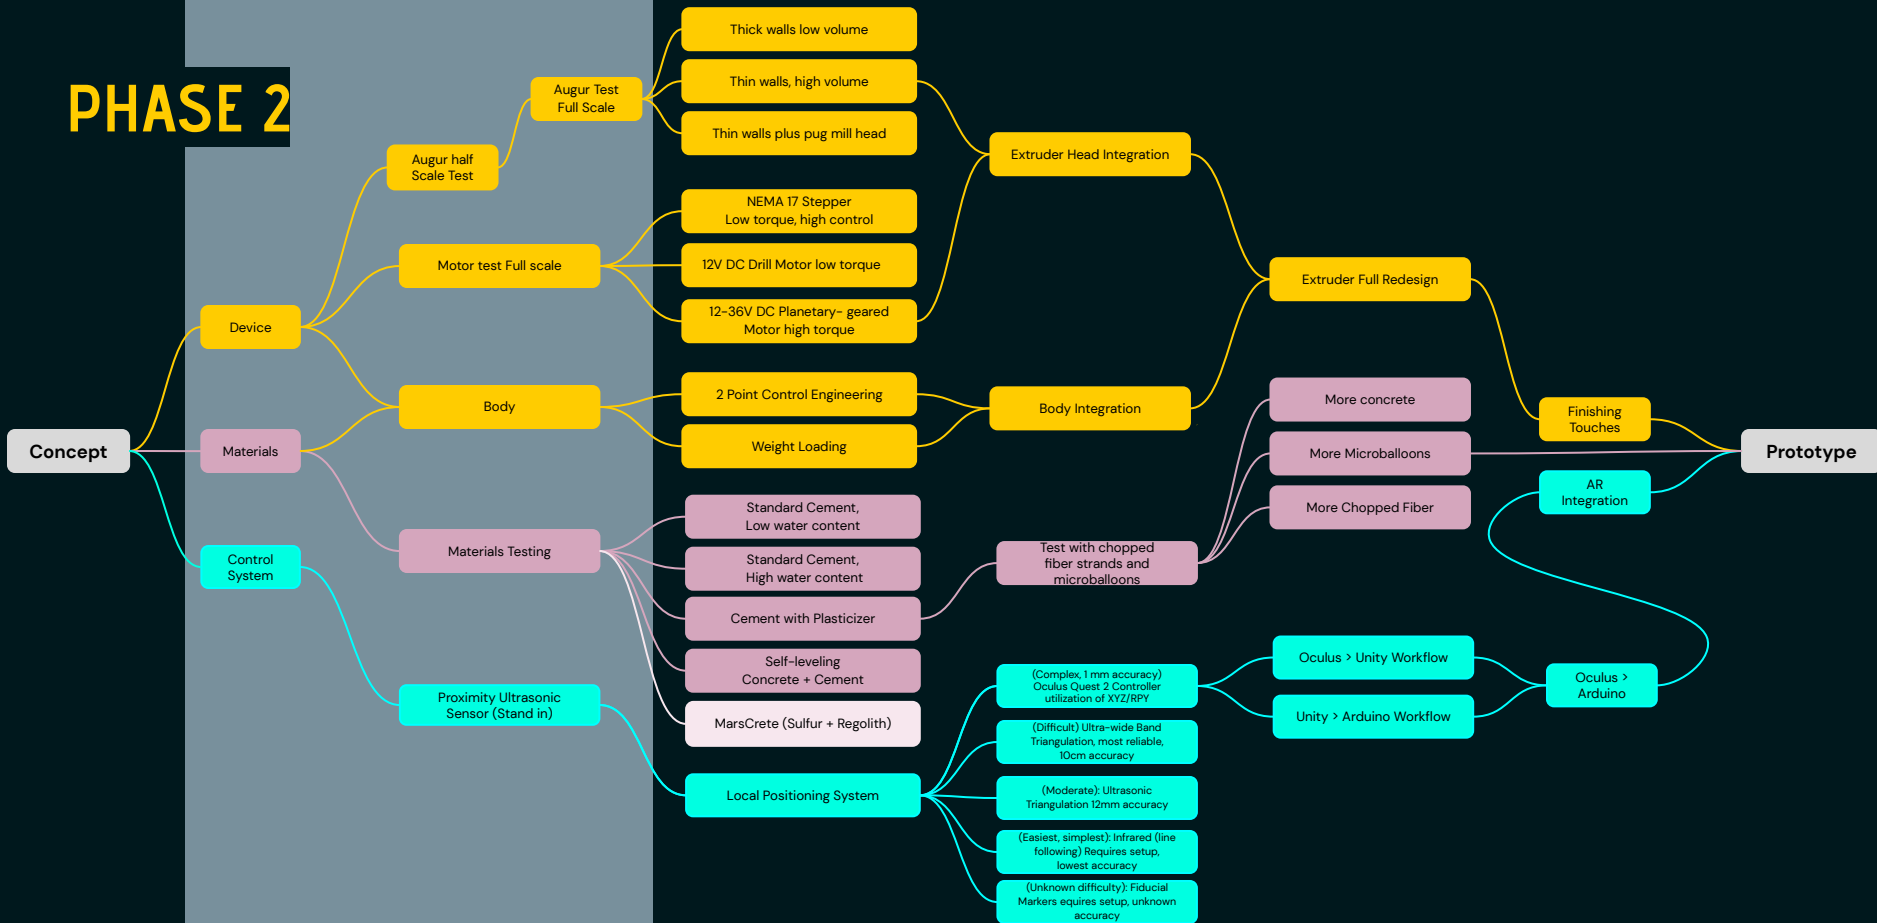 PHASE 2
Concept
Device
Materials
Control
System
Augur half
Scale Test
Augur Test
Full Scale
Motor test Full scale
Body
Materials Testing
Proximity Ultrasonic
Sensor (Stand in)
Thick walls low volume
Thin walls, high volume
Thin walls plus pug mill head
NEMA 17 Stepper
Low torque, high control
12V DC Drill Motor low torque
12-36V DC Planetary- geared
Motor high torque
2 Point Control Engineering
Weight Loading
Standard Cement,
Low water content
Standard Cement,
High water content
Cement with Plasticizer
Self-leveling
Concrete + Cement
MarsCrete (Sulfur + Regolith)
Local Positioning System
Extruder Head Integration
Body Integration
Test with chopped
fiber strands and
microballoons
(Complex, 1 mm accuracy)
Oculus Quest 2 Controller
utilization of XYZ/RPY
(Difficult) Ultra-wide Band
Triangulation, most reliable,
10cm accuracy
(Moderate): Ultrasonic
Triangulation 12mm accuracy
(Easiest, simplest): Infrared (line
following) Requires setup,
lowest accuracy
(Unknown difficulty): Fiducial
Markers equires setup, unknown
accuracy
Extruder Full Redesign
More concrete
More Microballoons
More Chopped Fiber
Oculus > Unity Workflow
Unity > Arduino Workflow
Finishing
Touches
AR
Integration
Oculus >
Arduino
Prototype